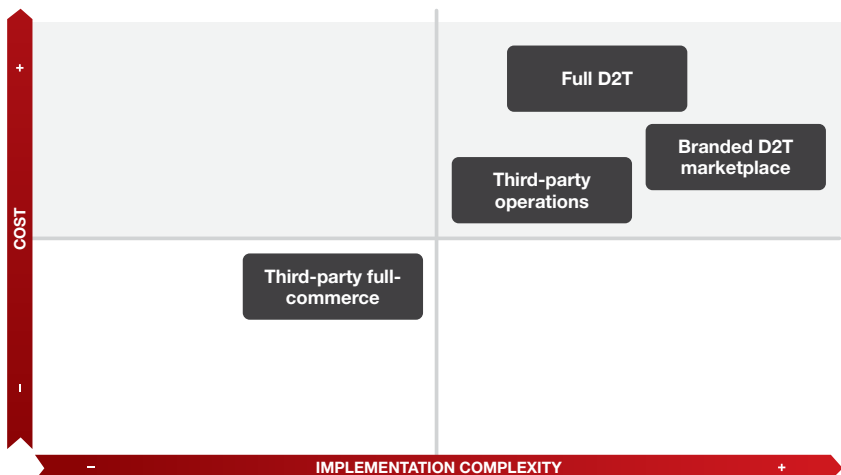 +
Full D2T
Branded D2T
marketplace
Third-party
operations
COST
Third-party full-
commerce
–
–
IMPLEMENTATION COMPLEXITY
+